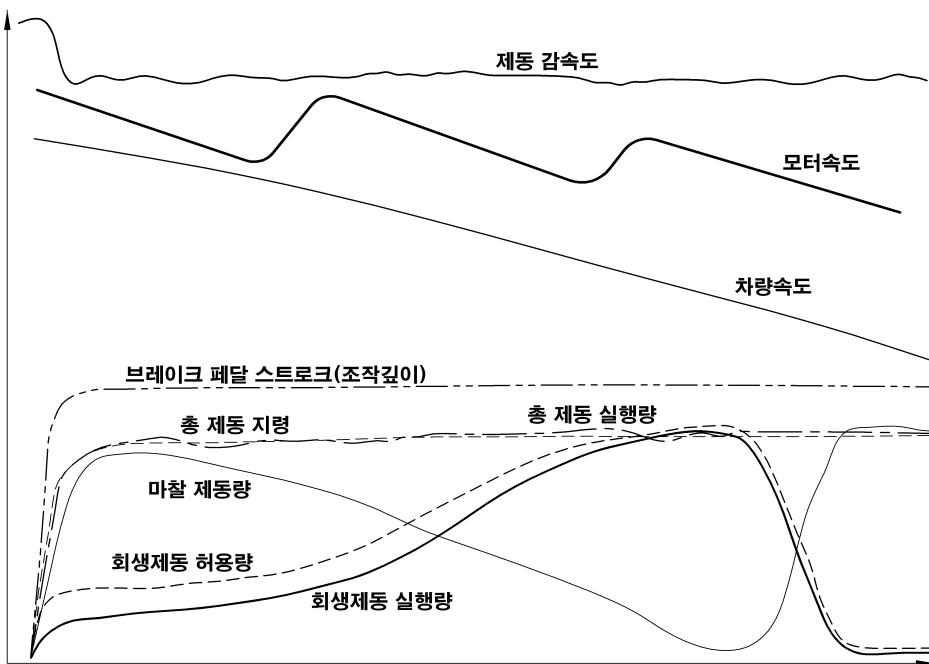 제동 감속도
모터속도
차량속도
브레이크 페달 스트로크(조작깊이)
총 제동 지령
총 제동 실행량
마찰 제동량
회생제동 허용량
회생제동 실행량